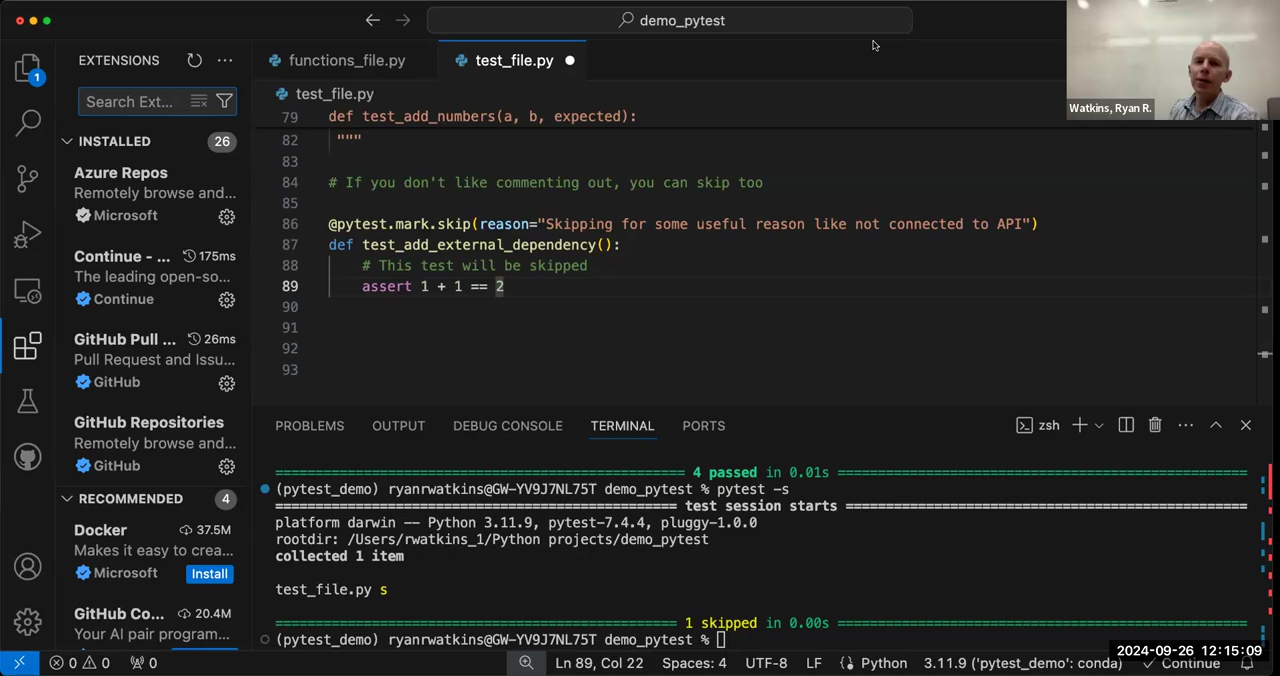 demo_pytest
Watkins, Ryan R.
1
EXTENSIONS
Search Ext...
INSTALLED 26
Azure Repos
Remotely browse and...
Microsoft
Continue - ... 175ms
The leading open-so...
Continue
GitHub Pull ... 26ms
Pull Request and Issu...
GitHub
GitHub Repositories
Remotely browse and...
GitHub
RECOMMENDED 4
Docker 37.5M
Makes it easy to crea...
Microsoft Install
GitHub Co... 20.4M
Your AI pair program...
functions_file.py test_file.py
test_file.py
79 def test_add_numbers(a, b, expected):
82 """
83
84 # If you don't like commenting out, you can skip too
85
86 @pytest.mark.skip(reason="Skipping for some useful reason like not connected to API")
87 def test_add_external_dependency():
88 # This test will be skipped
89 assert 1 + 1 == 2
90
91
92
93
PROBLEMS OUTPUT DEBUG CONSOLE TERMINAL PORTS zsh
============ 4 passed in 0.01s ============
(pytest_demo) ryanrwatkins@GW-YV9J7NL75T demo_pytest % pytest -s
============ test session starts ============
platform darwin -- Python 3.11.9, pytest-7.4.4, pluggy-1.0.0
rootdir: /Users/rwatkins_1/Python projects/demo_pytest
collected 1 item
test_file.py s
============ 1 skipped in 0.00s ============
(pytest_demo) ryanrwatkins@GW-YV9J7NL75T demo_pytest %
2024-09-26 12:15:09
0 0 0 Ln 89, Col 22 Spaces: 4 UTF-8 LF Python 3.11.9 ('pytest_demo': conda) Continue